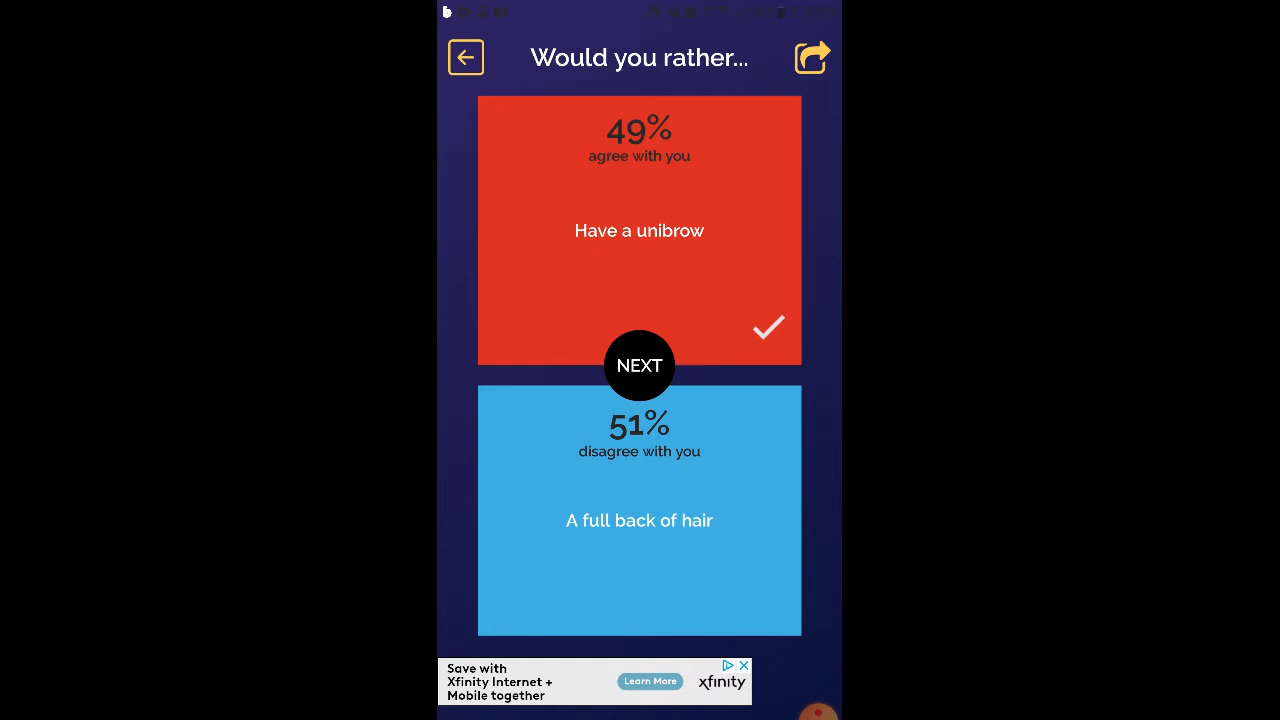 Would you rather...
49%
agree with you
Have a unibrow
NEXT
51%
disagree with you
A full back of hair
Save with
Xfinity Internet +
Mobile together
Learn More
xfinity